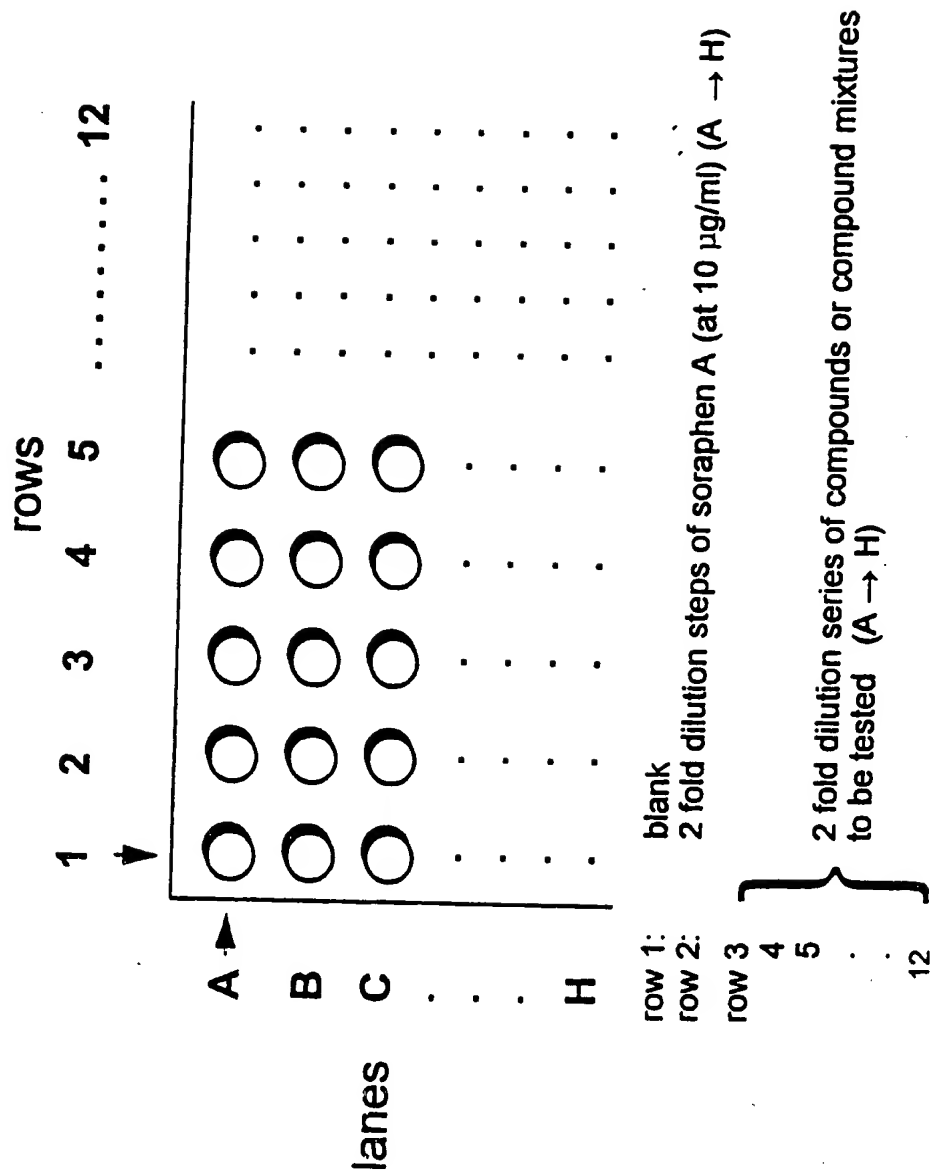 rows
1 2 3 4 5 ........ 12
lanes
A
B
C
.
.
.
H
row 1: blank
row 2: 2 fold dilution steps of soraphen A (at 10 µg/ml) (A → H)
row 3
4
5
.
.
12
2 fold dilution series of compounds or compound mixtures
to be tested (A → H)